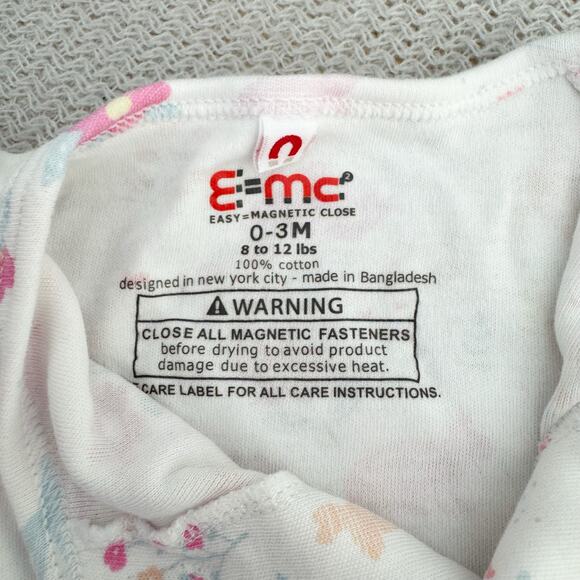 E=mc²
EASY=MAGNETIC CLOSE
0-3M
8 to 12 lbs
100% cotton
designed in new york city - made in Bangladesh
WARNING
CLOSE ALL MAGNETIC FASTENERS
before drying to avoid product
damage due to excessive heat.
CARE LABEL FOR ALL CARE INSTRUCTIONS.